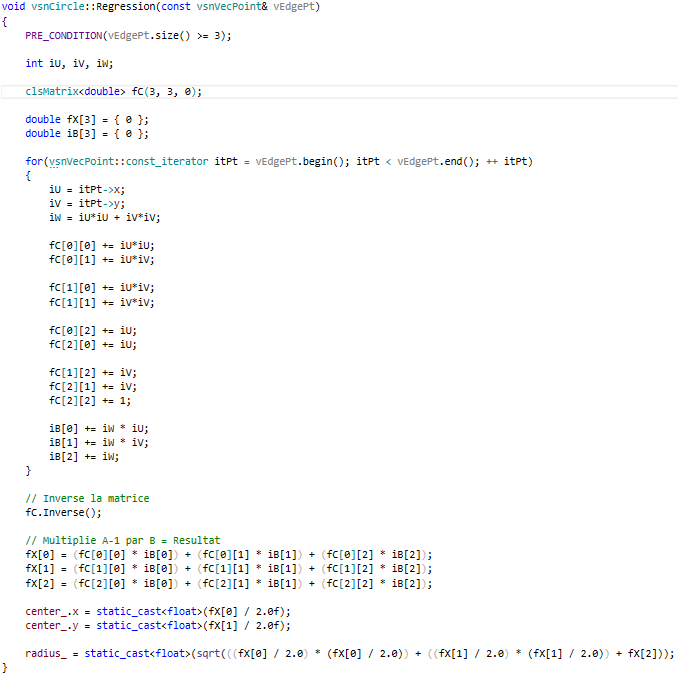 void vsnCircle::Regression(const vsnVecPoint& vEdgePt)
{
    PRE_CONDITION(vEdgePt.size() >= 3);
    int iU, iV, iW;
    clsMatrix<double> fC(3, 3, 0);
    double fX[3] = { 0 };
    double iB[3] = { 0 };
    for(vsnVecPoint::const_iterator itPt = vEdgePt.begin(); itPt < vEdgePt.end(); ++ itPt)
    {
        iU = itPt->x;
        iV = itPt->y;
        iW = iU*iU + iV*iV;
        fC[0][0] += iU*iU;
        fC[0][1] += iU*iV;
        fC[1][0] += iU*iV;
        fC[1][1] += iV*iV;
        fC[0][2] += iU;
        fC[2][0] += iU;
        fC[1][2] += iV;
        fC[2][1] += iV;
        fC[2][2] += 1;
        iB[0] += iW * iU;
        iB[1] += iW * iV;
        iB[2] += iW;
    }
    // Inverse la matrice
    fC.Inverse();
    // Multiplie A-1 par B = Resultat
    fX[0] = (fC[0][0] * iB[0]) + (fC[0][1] * iB[1]) + (fC[0][2] * iB[2]);
    fX[1] = (fC[1][0] * iB[0]) + (fC[1][1] * iB[1]) + (fC[1][2] * iB[2]);
    fX[2] = (fC[2][0] * iB[0]) + (fC[2][1] * iB[1]) + (fC[2][2] * iB[2]);
    center_.x = static_cast<float>(fX[0] / 2.0f);
    center_.y = static_cast<float>(fX[1] / 2.0f);
    radius_ = static_cast<float>(sqrt(((fX[0] / 2.0) * (fX[0] / 2.0)) + ((fX[1] / 2.0) * (fX[1] / 2.0)) + fX[2]));
}